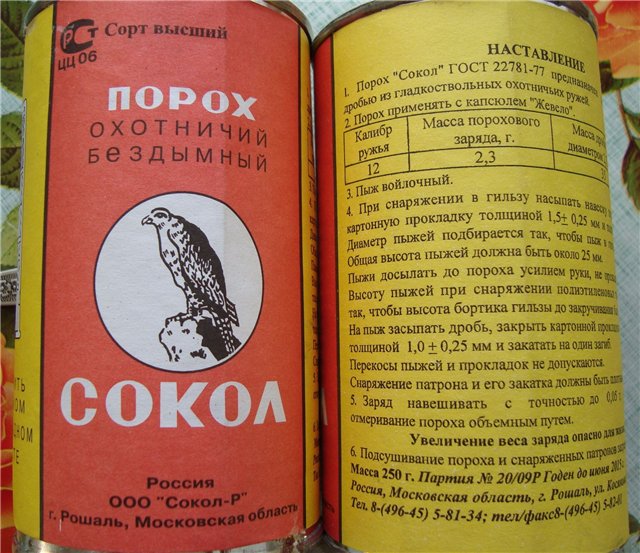 РСТ Сорт высший
ЦЦ 06
ПОРОХ
ОХОТНИЧИЙ
БЕЗДЫМНЫЙ
СОКОЛ
Россия
ООО "Сокол-Р"
г. Рошаль, Московская область
НАСТАВЛЕНИЕ
1. Порох "Сокол" ГОСТ 22781-77
дробью из гладкоствольных охотничьих ружей.
2. Порох применять с капсюлем "Жевело".
Калибр ружья Масса порохового заряда, г. Масса
12 2,3
3. Пыж войлочный.
4. При снаряжении в гильзу насыпать навеску
картонную прокладку толщиной 1,5± 0,25 мм и
Диаметр пыжей подбирается так, чтобы пыж в
Общая высота пыжей должна быть около 25 мм.
Пыжи досылать до пороха усилием руки, не
Высоту пыжей при снаряжении
так, чтобы высота бортика гильзы до
На пыж засыпать дробь, закрыть картонной
толщиной 1,0 ± 0,25 мм и закатать на один загиб.
Перекосы пыжей и прокладок не допускаются.
Снаряжение патрона и его закатка должны быть
5. Заряд навешивать с точностью до 0,05 г.
отмеривание пороха объемным путем.
Увеличение веса заряда опасно для
6. Подсушивание пороха и снаряженных патронов
Масса 250 г. Партия № 20/09Р Годен до июня
Россия, Московская область, г. Рошаль, ул.
Тел. 8-(496-45) 5-81-34; тел/факс8-(496-45) 5-82-